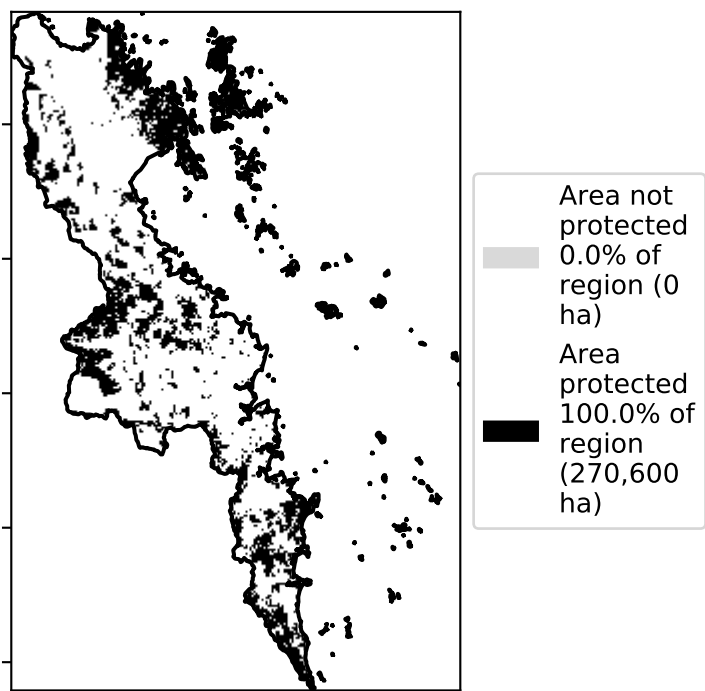 Area not
protected
0.0% of
region (0
ha)
Area
protected
100.0% of
region
(270,600
ha)